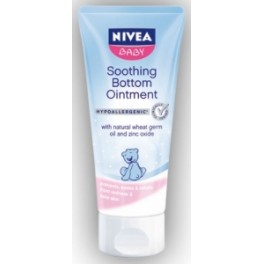 NIVEA
BABY
Soothing
Bottom
Ointment
HYPOALLERGENIC
with natural wheat germ
oil and zinc oxide